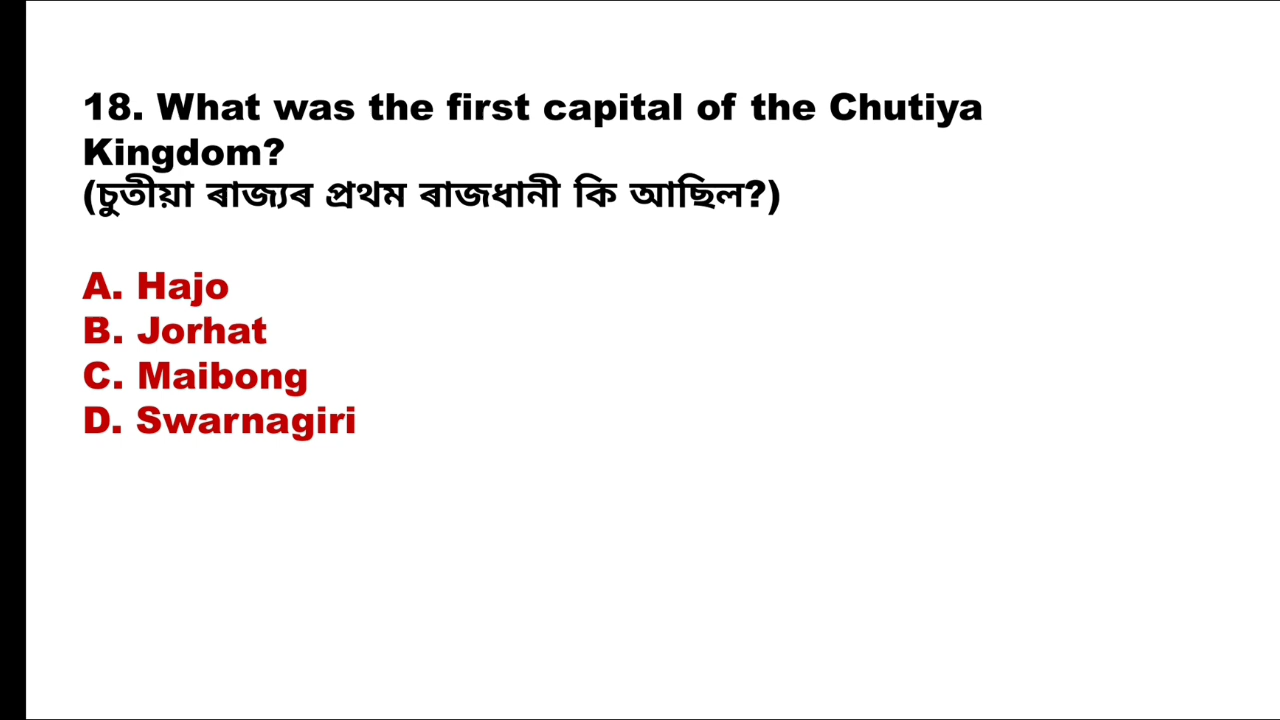 18. What was the first capital of the Chutiya
Kingdom?
(চুতীয়া ৰাজ্যৰ প্ৰথম ৰাজধানী কি আছিল?)
A. Hajo
B. Jorhat
C. Maibong
D. Swarnagiri